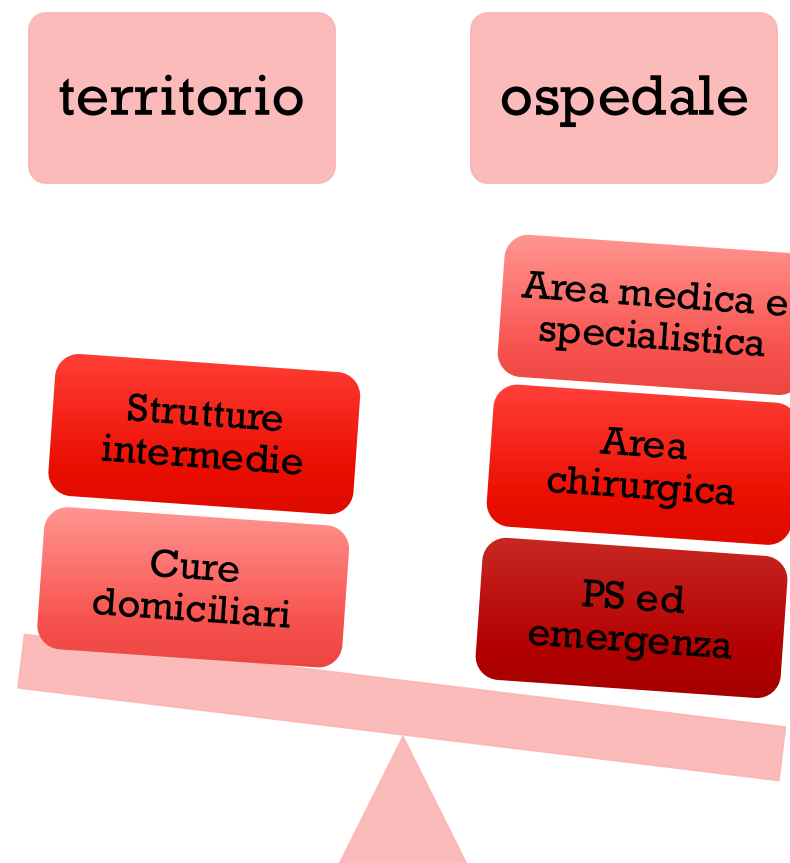 territorio
ospedale
Area medica e
specialistica
Strutture
intermedie
Area
chirurgica
Cure
domiciliari
PS ed
emergenza